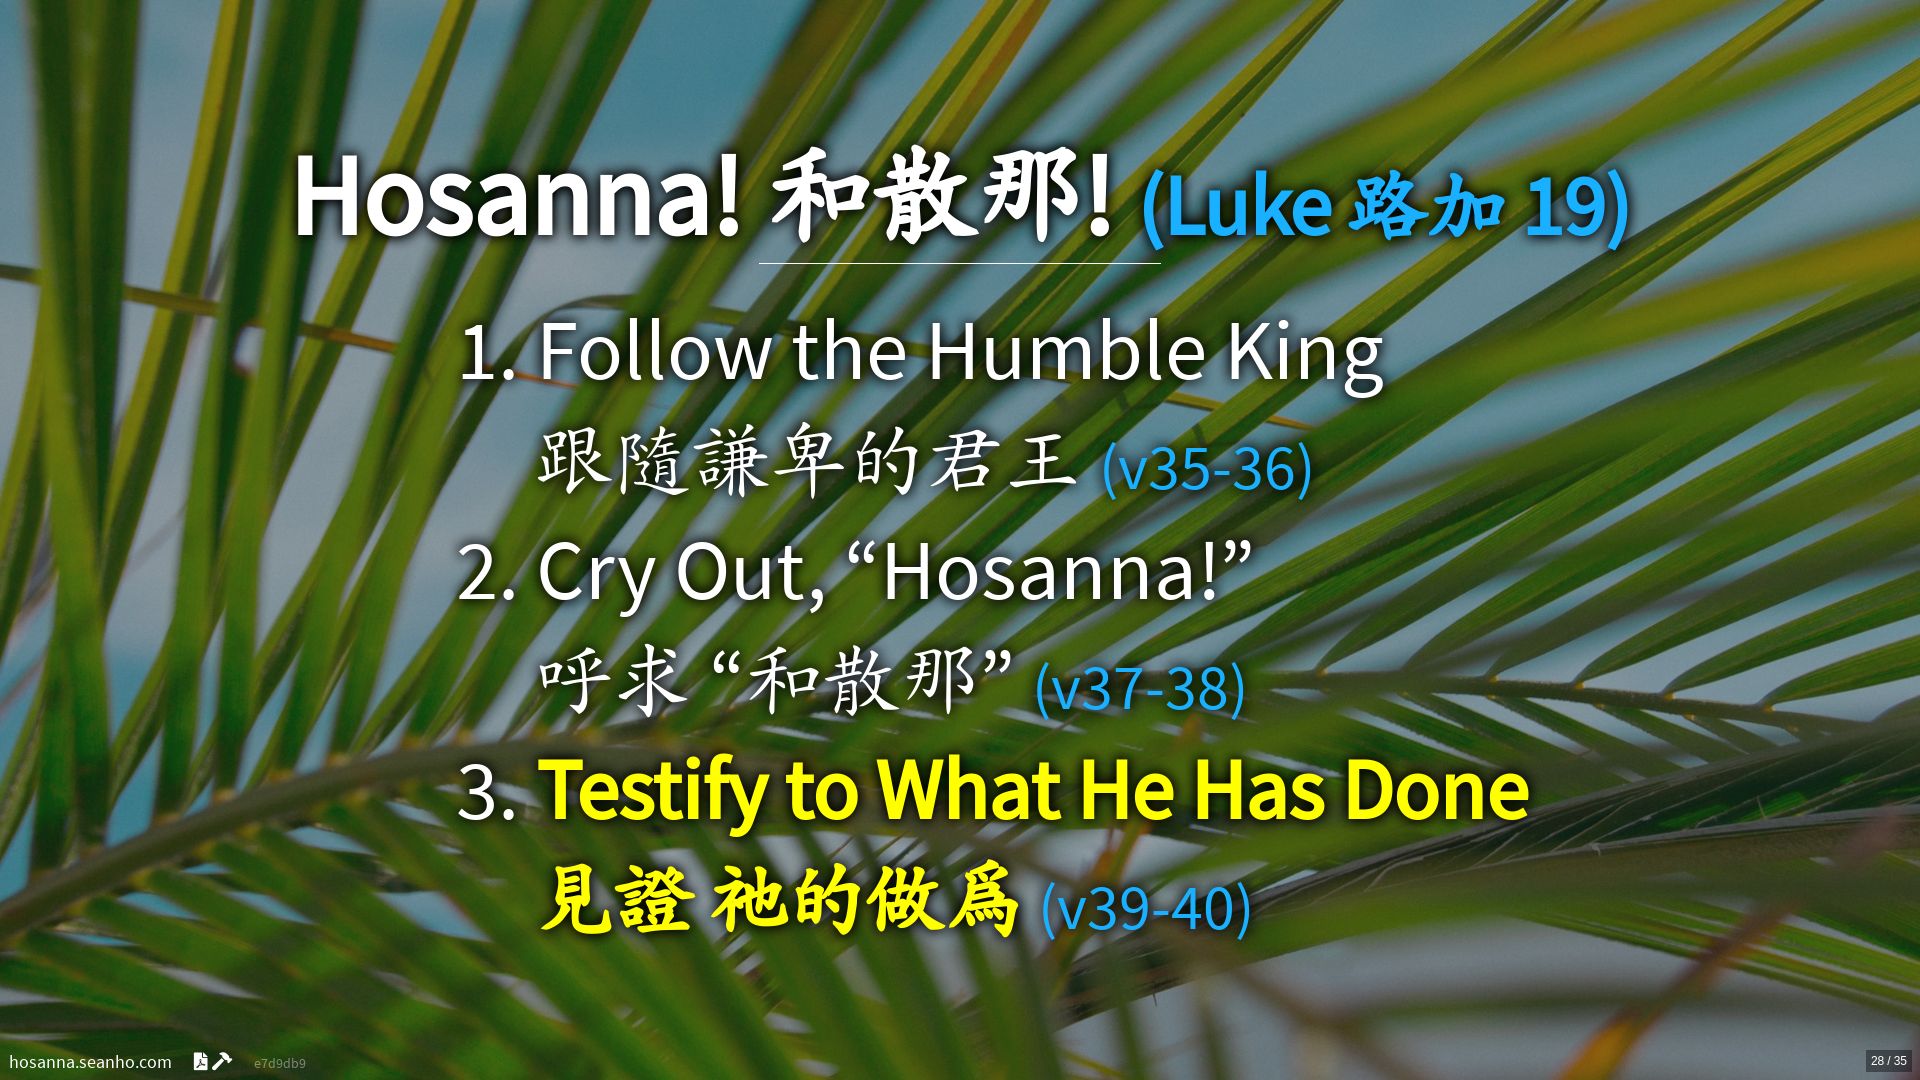 Hosanna! 和散那! (Luke 路加 19)
1. Follow the Humble King
跟隨謙卑的君王 (v35-36)
2. Cry Out, “Hosanna!”
呼求 “和散那” (v37-38)
3. Testify to What He Has Done
見證 祂的做爲 (v39-40)
hosanna.seanho.com e7d9db9
28 / 35